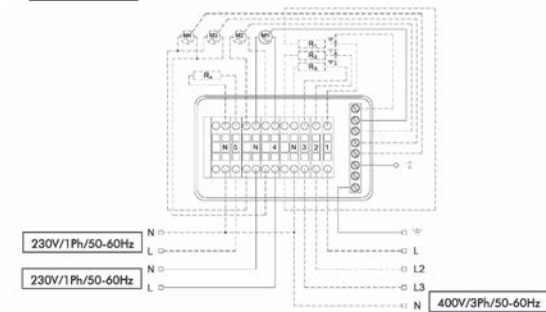 M4 M3 M2 M1
R₁
R₂
R₃
R₄
N 5 N 4 N 3 2 1
N
230V/1Ph/50-60Hz L L
N L2
230V/1Ph/50-60Hz L L3
N 400V/3Ph/50-60Hz